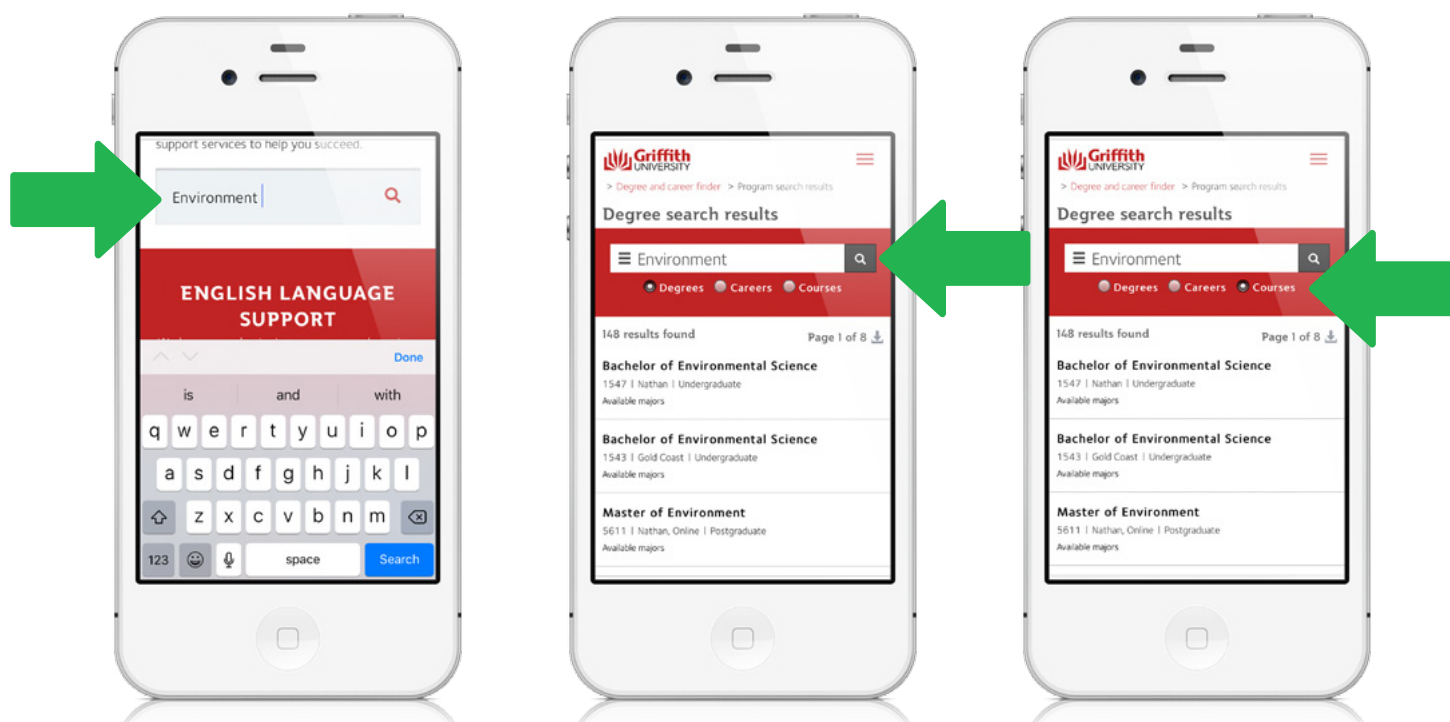 support services to help you succeed.
Environment
ENGLISH LANGUAGE
SUPPORT
Done
is and with
q w e r t y u i o p
a s d f g h j k l
z x c v b n m
123 space Search
Griffith
UNIVERSITY
> Degree and career finder > Program search results
Degree search results
Environment
Degrees Careers Courses
148 results found Page 1 of 8
Bachelor of Environmental Science
1547 | Nathan | Undergraduate
Available majors
Bachelor of Environmental Science
1543 | Gold Coast | Undergraduate
Available majors
Master of Environment
5611 | Nathan, Online | Postgraduate
Available majors
Griffith
UNIVERSITY
> Degree and career finder > Program search results
Degree search results
Environment
Degrees Careers Courses
148 results found Page 1 of 8
Bachelor of Environmental Science
1547 | Nathan | Undergraduate
Available majors
Bachelor of Environmental Science
1543 | Gold Coast | Undergraduate
Available majors
Master of Environment
5611 | Nathan, Online | Postgraduate
Available majors